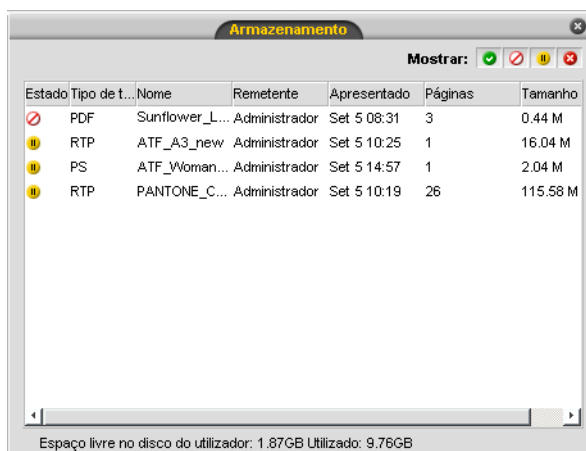 Armazenamento
Mostrar:
Estado Tipo de t... Nome Remetente Apresentado Páginas Tamanho
PDF Sunflower_L... Administrador Set 5 08:31 3 0.44 M
RTP ATF_A3_new Administrador Set 5 10:25 1 16.04 M
PS ATF_Woman... Administrador Set 5 14:57 1 2.04 M
RTP PANTONE_C... Administrador Set 5 10:19 26 115.58 M
Espaço livre no disco do utilizador: 1.87GB Utilizado: 9.76GB